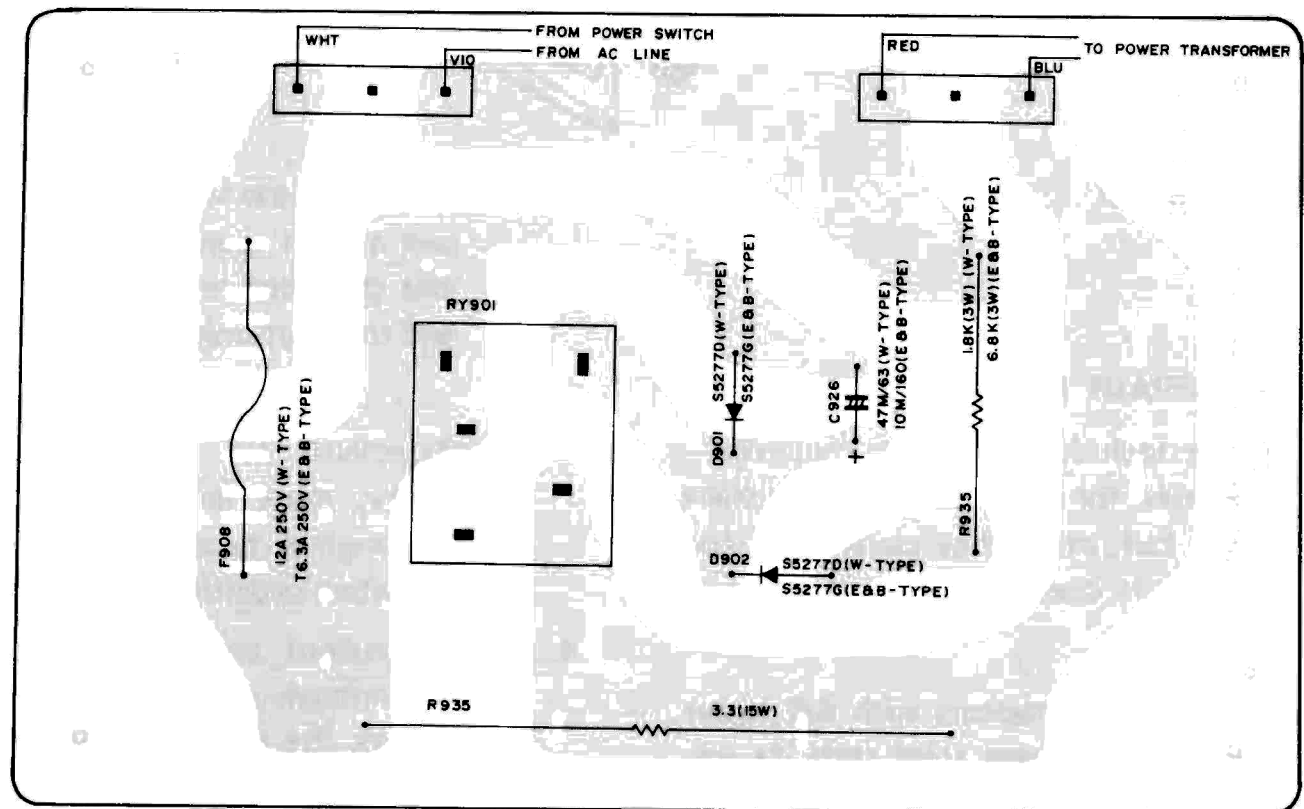 WHT
FROM POWER SWITCH
VIO
FROM AC LINE
RED
BLU
TO POWER TRANSFORMER
RY901
F908
12A 250V (W-TYPE)
T6.3A 250V (E&B-TYPE)
D901
S5277D(W-TYPE)
S5277G(E&B-TYPE)
C926
47M/63(W-TYPE)
10M/160(E&B-TYPE)
+
R935
1.8K(3W) (W-TYPE)
6.8K(3W)(E&B-TYPE)
D902
S5277D(W-TYPE)
S5277G(E&B-TYPE)
R935
3.3(15W)